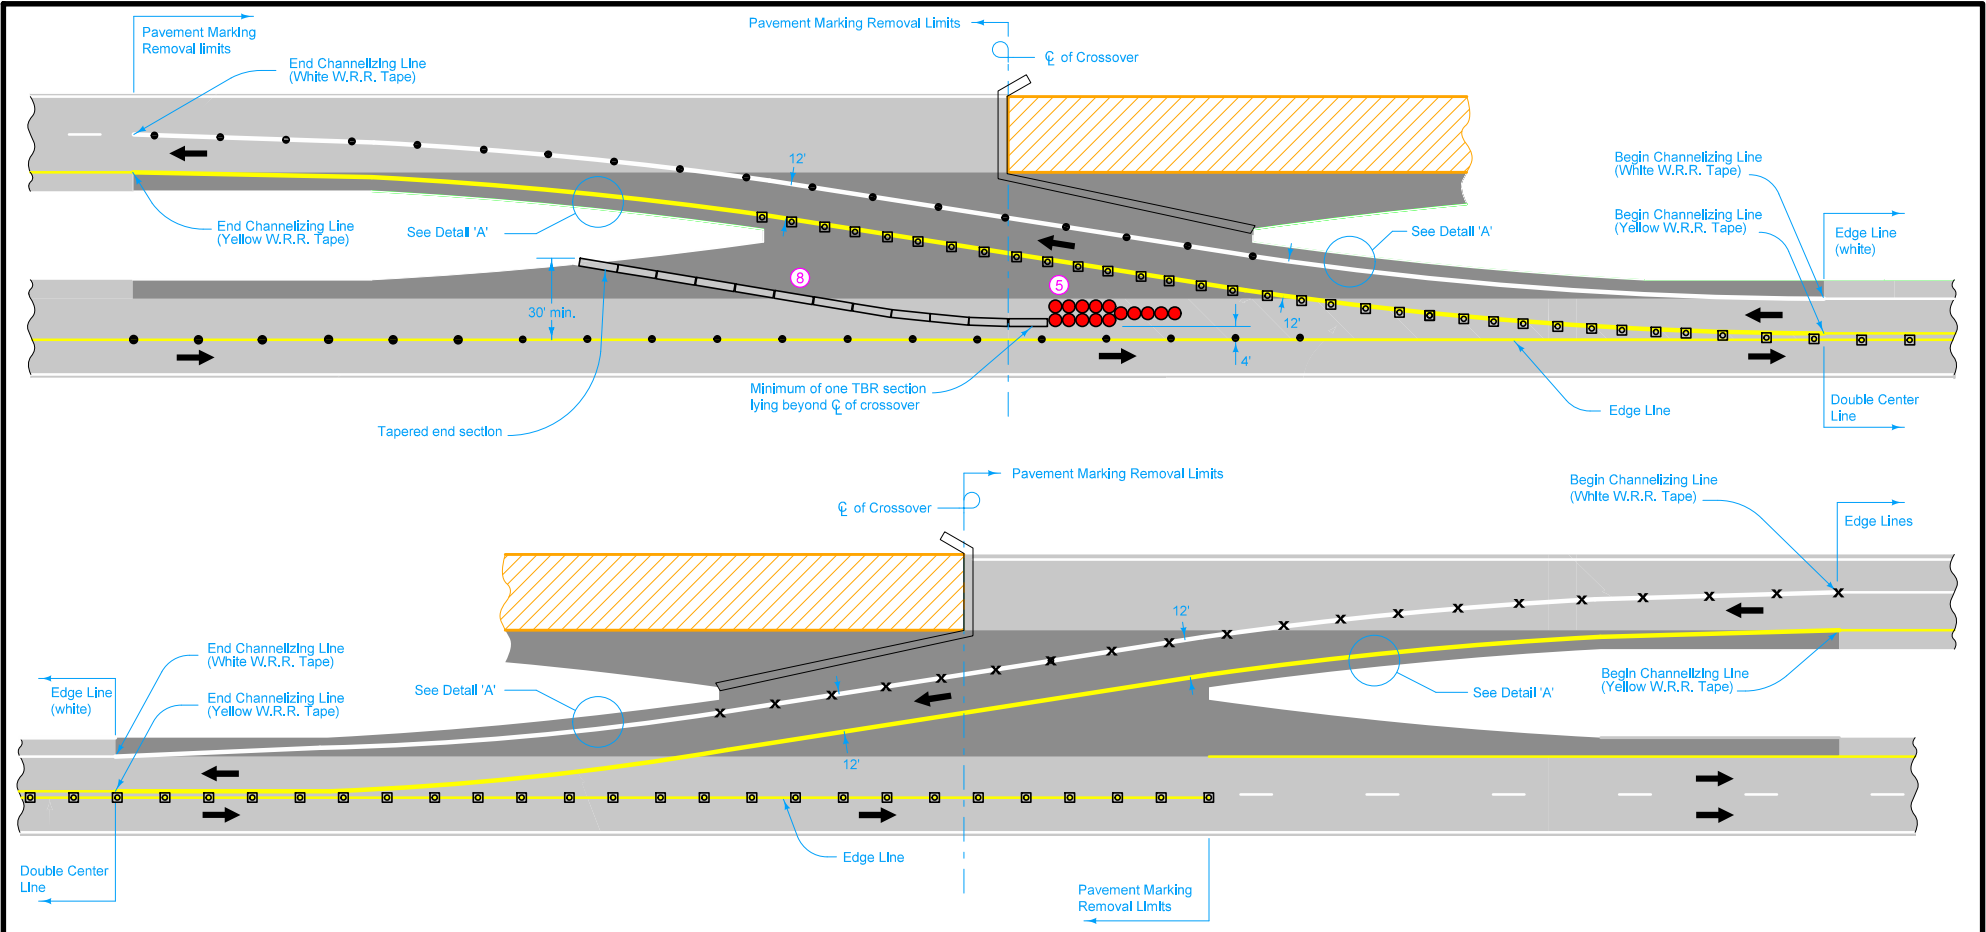 Pavement Marking
Removal limits
End Channelizing Line
(White W.R.R. Tape)
Pavement Marking Removal Limits
℄ of Crossover
12'
Begin Channelizing Line
(White W.R.R. Tape)
Begin Channelizing Line
(Yellow W.R.R. Tape)
Edge Line
(white)
End Channelizing Line
(Yellow W.R.R. Tape)
See Detail 'A'
See Detail 'A'
8
5
30' min.
12'
4'
Minimum of one TBR section
lying beyond ℄ of crossover
Tapered end section
Edge Line
Double Center
Line
Pavement Marking Removal Limits
℄ of Crossover
Begin Channelizing Line
(White W.R.R. Tape)
Edge Lines
12'
End Channelizing Line
(White W.R.R. Tape)
Edge Line
(white)
End Channelizing Line
(Yellow W.R.R. Tape)
See Detail 'A'
Begin Channelizing Line
(Yellow W.R.R. Tape)
See Detail 'A'
12'
Edge Line
Double Center
Line
Pavement Marking
Removal Limits